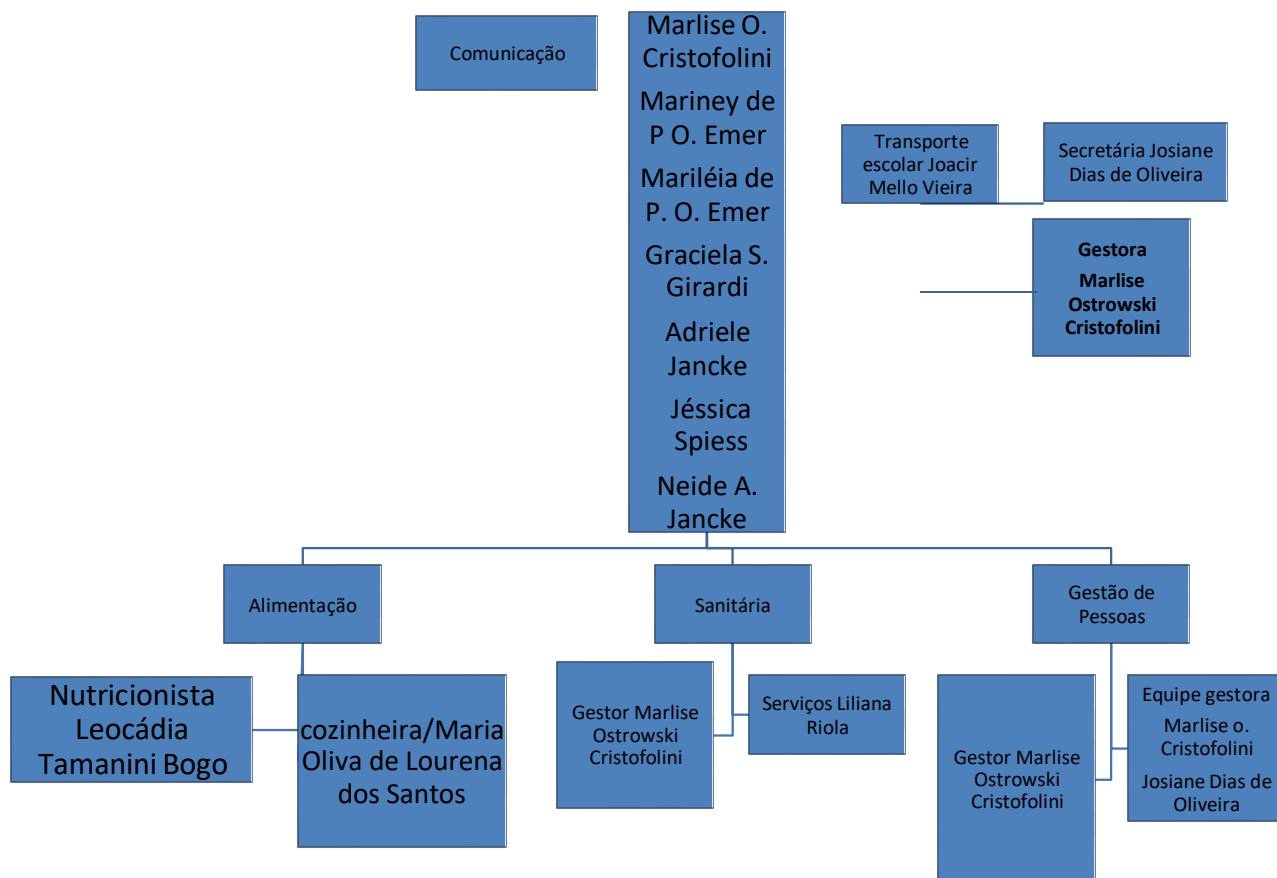 Comunicação
Marlise O.
Cristofolini
Mariney de
P O. Emer
Mariléia de
P. O. Emer
Graciela S.
Girardi
Adriele
Jancke
Jéssica
Spiess
Neide A.
Jancke
Transporte
escolar Joacir
Mello Vieira
Secretária Josiane
Dias de Oliveira
Gestora
Marlise
Ostrowski
Cristofolini
Alimentação
Sanitária
Gestão de
Pessoas
Nutricionista
Leocádia
Tamanini Bogo
cozinheira/Maria
Oliva de Lourena
dos Santos
Gestor Marlise
Ostrowski
Cristofolini
Serviços Liliana
Riola
Gestor Marlise
Ostrowski
Cristofolini
Equipe gestora
Marlise o.
Cristofolini
Josiane Dias de
Oliveira